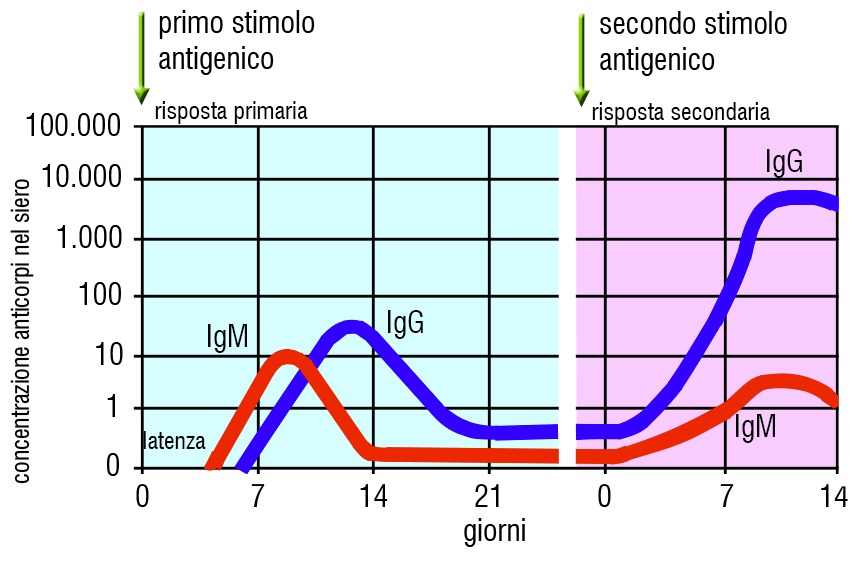 primo stimolo
antigenico
secondo stimolo
antigenico
risposta primaria
risposta secondaria
concentrazione anticorpi nel siero
100.000
10.000
1.000
100
10
1
0
IgM
IgG
latenza
IgG
IgM
0 7 14 21 0 7 14
giorni